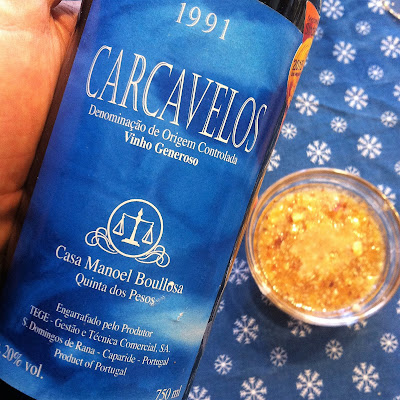 1991
CARCAVELOS
Denominação de Origem Controlada
Vinho Generoso
Casa Manoel Boullosa
Quinta dos Pesos
Engarrafado pelo Produtor
TEGE - Gestão e Técnica Comercial, SA.
S. Domingos de Rana - Caparide - Portugal
Product of Portugal
20% vol.
750 ml